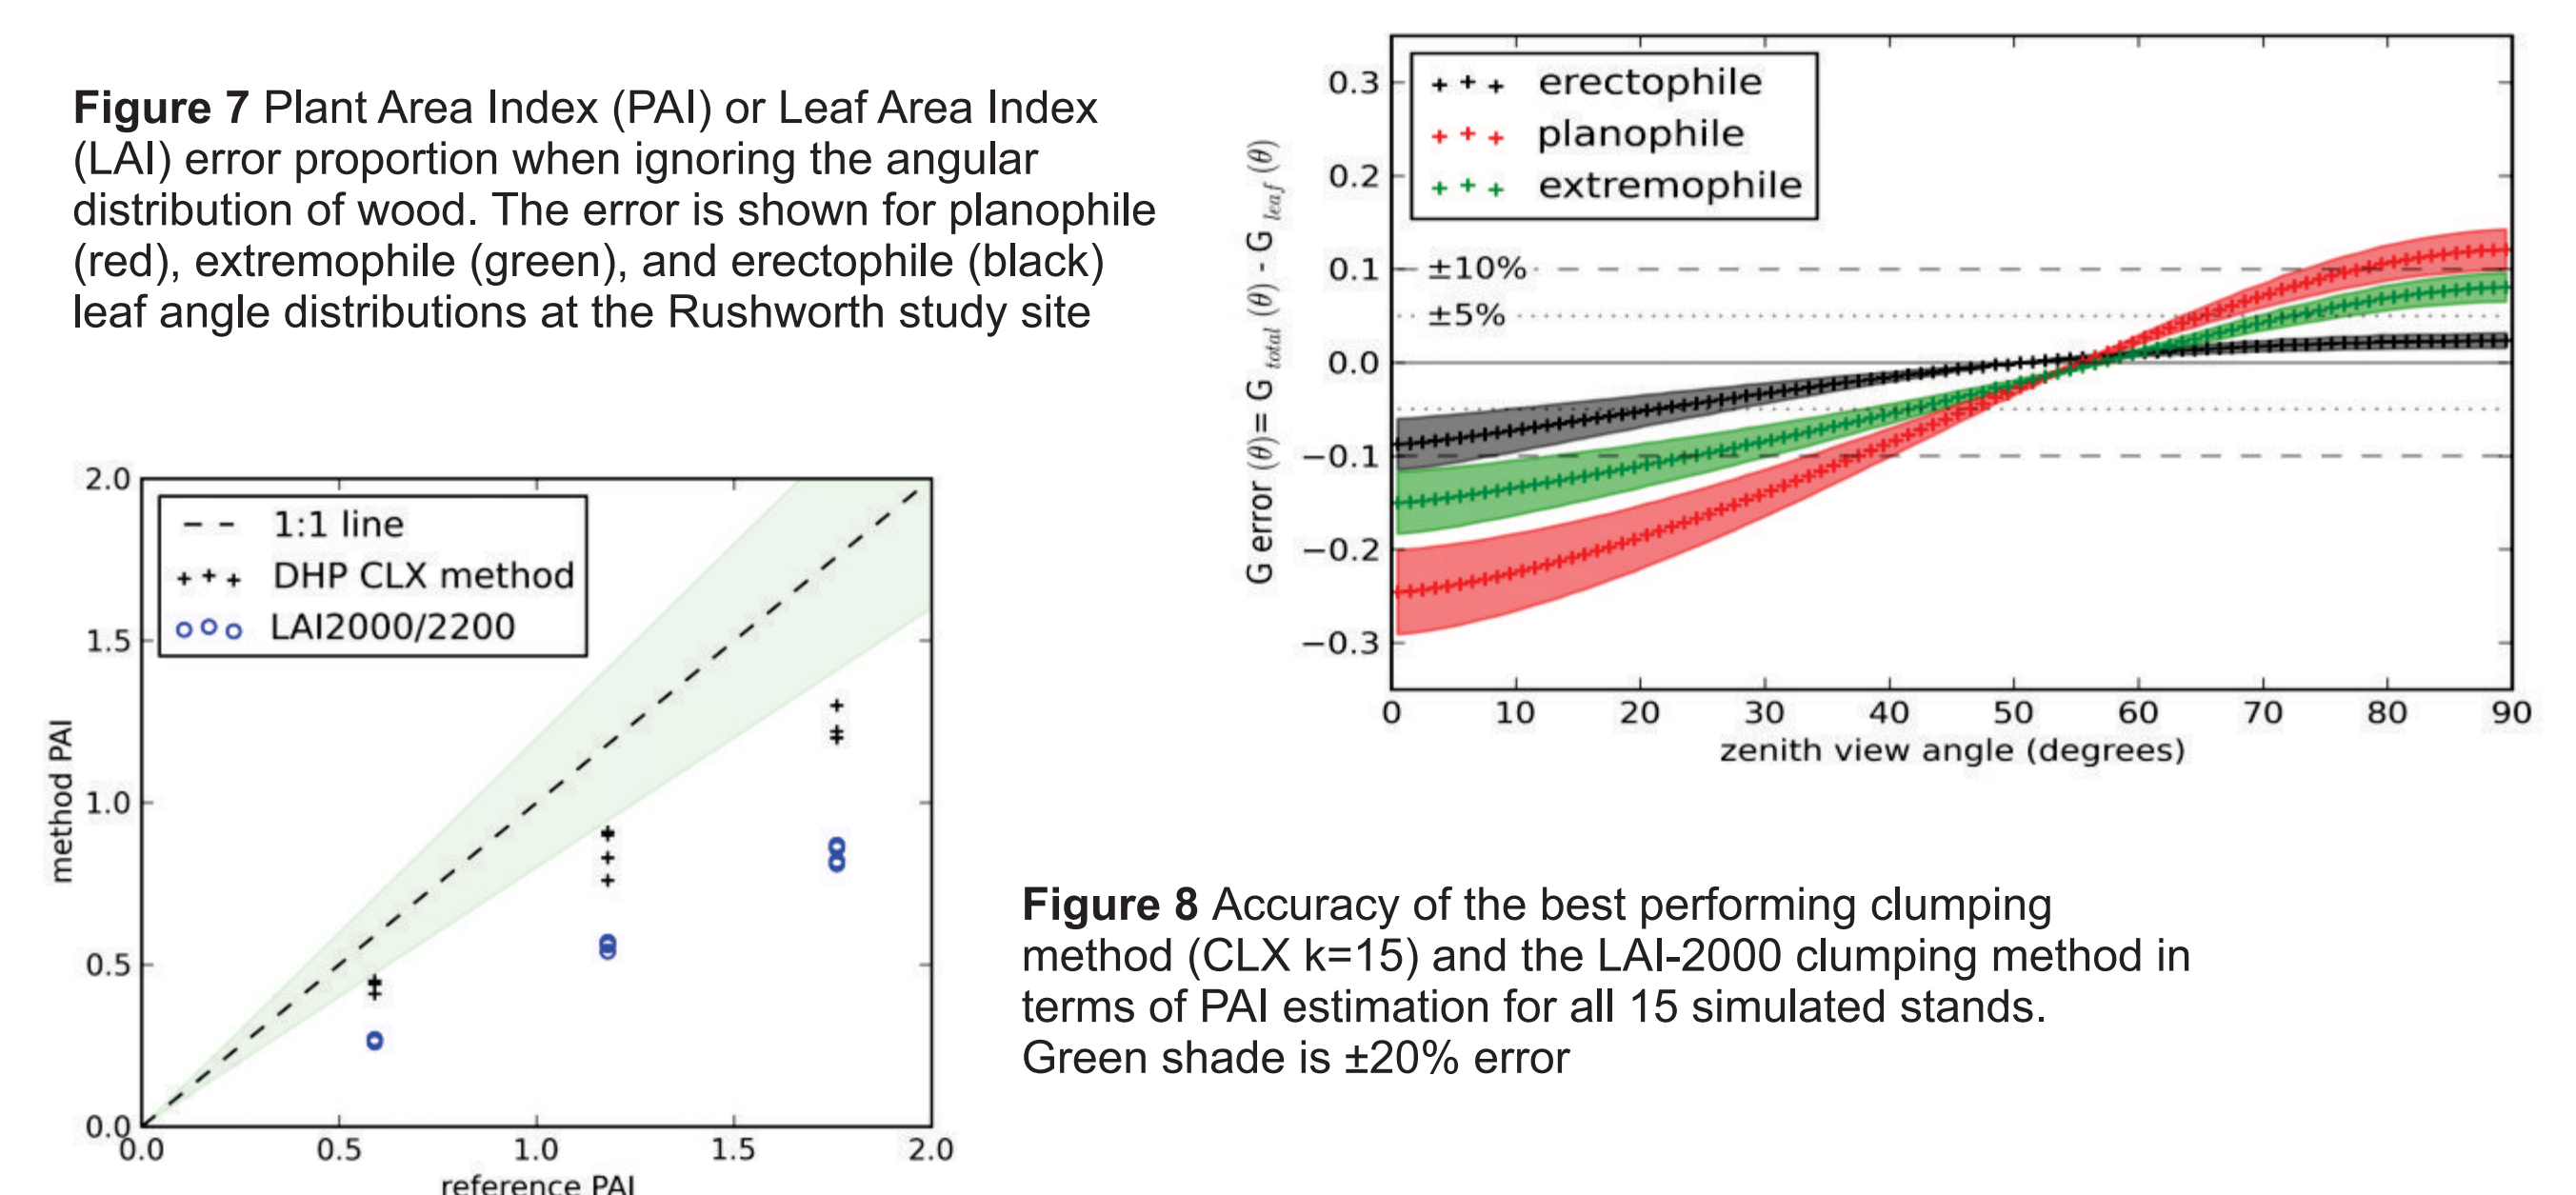 Figure 7 Plant Area Index (PAI) or Leaf Area Index
(LAI) error proportion when ignoring the angular
distribution of wood. The error is shown for planophile
(red), extremophile (green), and erectophile (black)
leaf angle distributions at the Rushworth study site
G error (θ)= G total (θ) - G leaf (θ)
0.3
0.2
0.1
0.0
−0.1
−0.2
−0.3
erectophile
planophile
extremophile
±10%
±5%
0 10 20 30 40 50 60 70 80 90
zenith view angle (degrees)
method PAI
2.0
1.5
1.0
0.5
0.0
1:1 line
DHP CLX method
LAI2000/2200
0.0 0.5 1.0 1.5 2.0
reference PAI
Figure 8 Accuracy of the best performing clumping
method (CLX k=15) and the LAI-2000 clumping method in
terms of PAI estimation for all 15 simulated stands.
Green shade is ±20% error